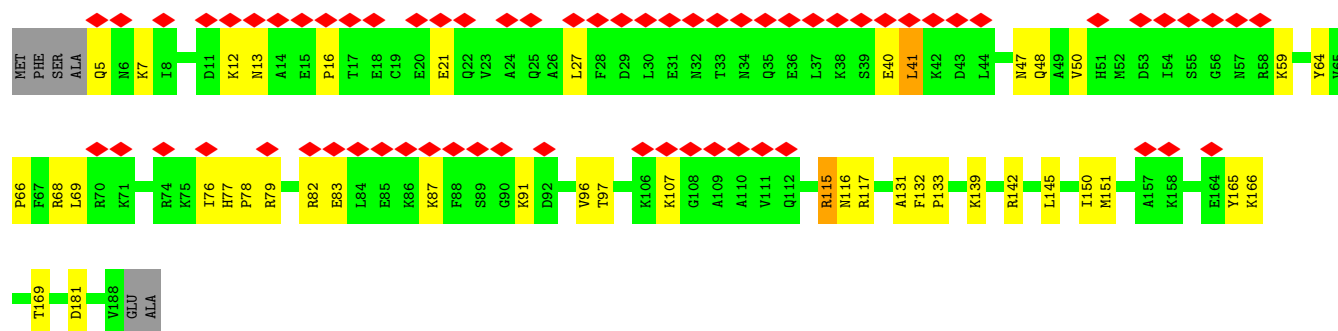 MET PHE SER ALA Q5 N6 K7 I8 D11 K12 N13 A14 E15 P16 T17 E18 C19 E20 E21 Q22 V23 A24 Q25 A26 L27 F28 D29 L30 E31 N32 T33 N34 Q35 E36 L37 K38 S39 E40 L41 K42 D43 L44 N47 Q48 A49 V50 H51 M52 D53 I54 S55 G56 N57 R58 K59 Y64 V65
P66 F67 R68 L69 R70 K71 R74 K75 I76 H77 P78 R79 R82 E83 L84 E85 K86 K87 F88 S89 G90 K91 D92 V96 T97 K106 K107 G108 A109 A110 V111 Q112 R115 N116 R117 A131 F132 P133 K139 R142 L145 I150 M151 A157 K158 E164 Y165 K166
T169 D181 V188 GLU ALA